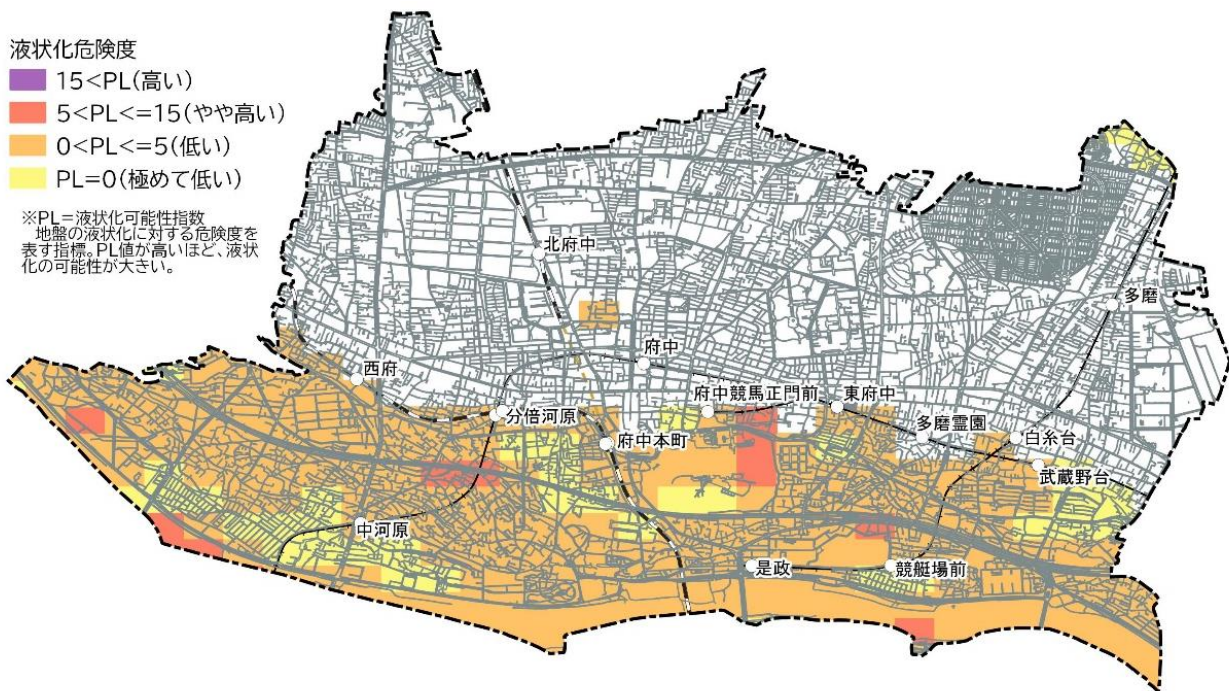 液状化危険度
15<PL(高い)
5<PL<=15(やや高い)
0<PL<=5(低い)
PL=0(極めて低い)
※PL=液状化可能性指数
地盤の液状化に対する危険度を
表す指標。PL値が高いほど、液状
化の可能性が大きい。
北府中
多磨
府中
西府
府中競馬正門前
東府中
分倍河原
多磨霊園
白糸台
府中本町
武蔵野台
中河原
是政
競艇場前